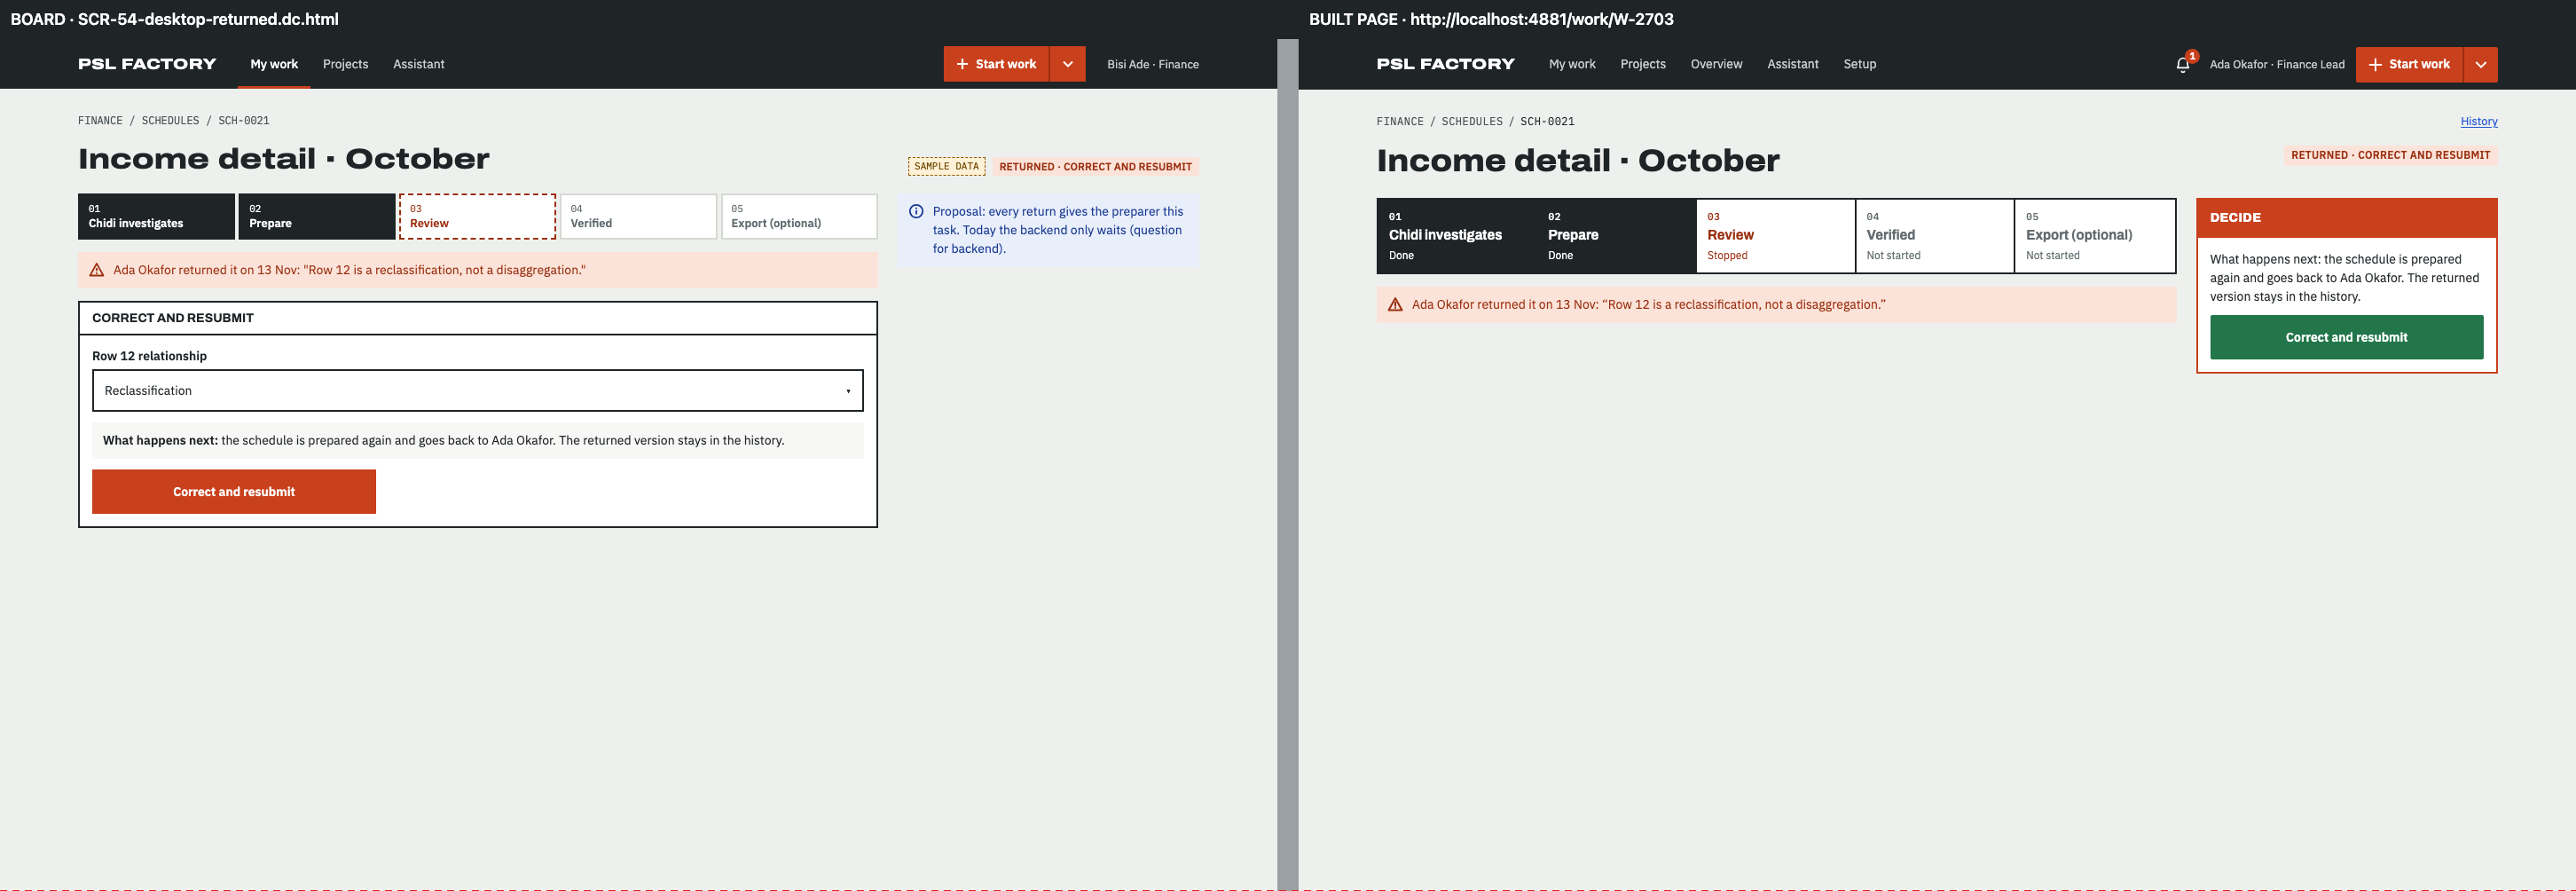 BOARD · SCR-54-desktop-returned.dc.html
PSL FACTORY My work Projects Assistant Start work Bisi Ade · Finance
FINANCE / SCHEDULES / SCH-0021
Income detail · October
SAMPLE DATA RETURNED · CORRECT AND RESUBMIT
01
Chidi investigates
02
Prepare
03
Review
04
Verified
05
Export (optional)
Proposal: every return gives the preparer this
task. Today the backend only waits (question
for backend).
Ada Okafor returned it on 13 Nov: "Row 12 is a reclassification, not a disaggregation."
CORRECT AND RESUBMIT
Row 12 relationship
Reclassification
What happens next: the schedule is prepared again and goes back to Ada Okafor. The returned version stays in the history.
Correct and resubmit
BUILT PAGE · http://localhost:4881/work/W-2703
PSL FACTORY My work Projects Overview Assistant Setup 1 Ada Okafor · Finance Lead Start work
FINANCE / SCHEDULES / SCH-0021 History
Income detail · October
RETURNED · CORRECT AND RESUBMIT
01
Chidi investigates
Done
02
Prepare
Done
03
Review
Stopped
04
Verified
Not started
05
Export (optional)
Not started
Ada Okafor returned it on 13 Nov: “Row 12 is a reclassification, not a disaggregation.”
DECIDE
What happens next: the schedule is prepared
again and goes back to Ada Okafor. The returned
version stays in the history.
Correct and resubmit